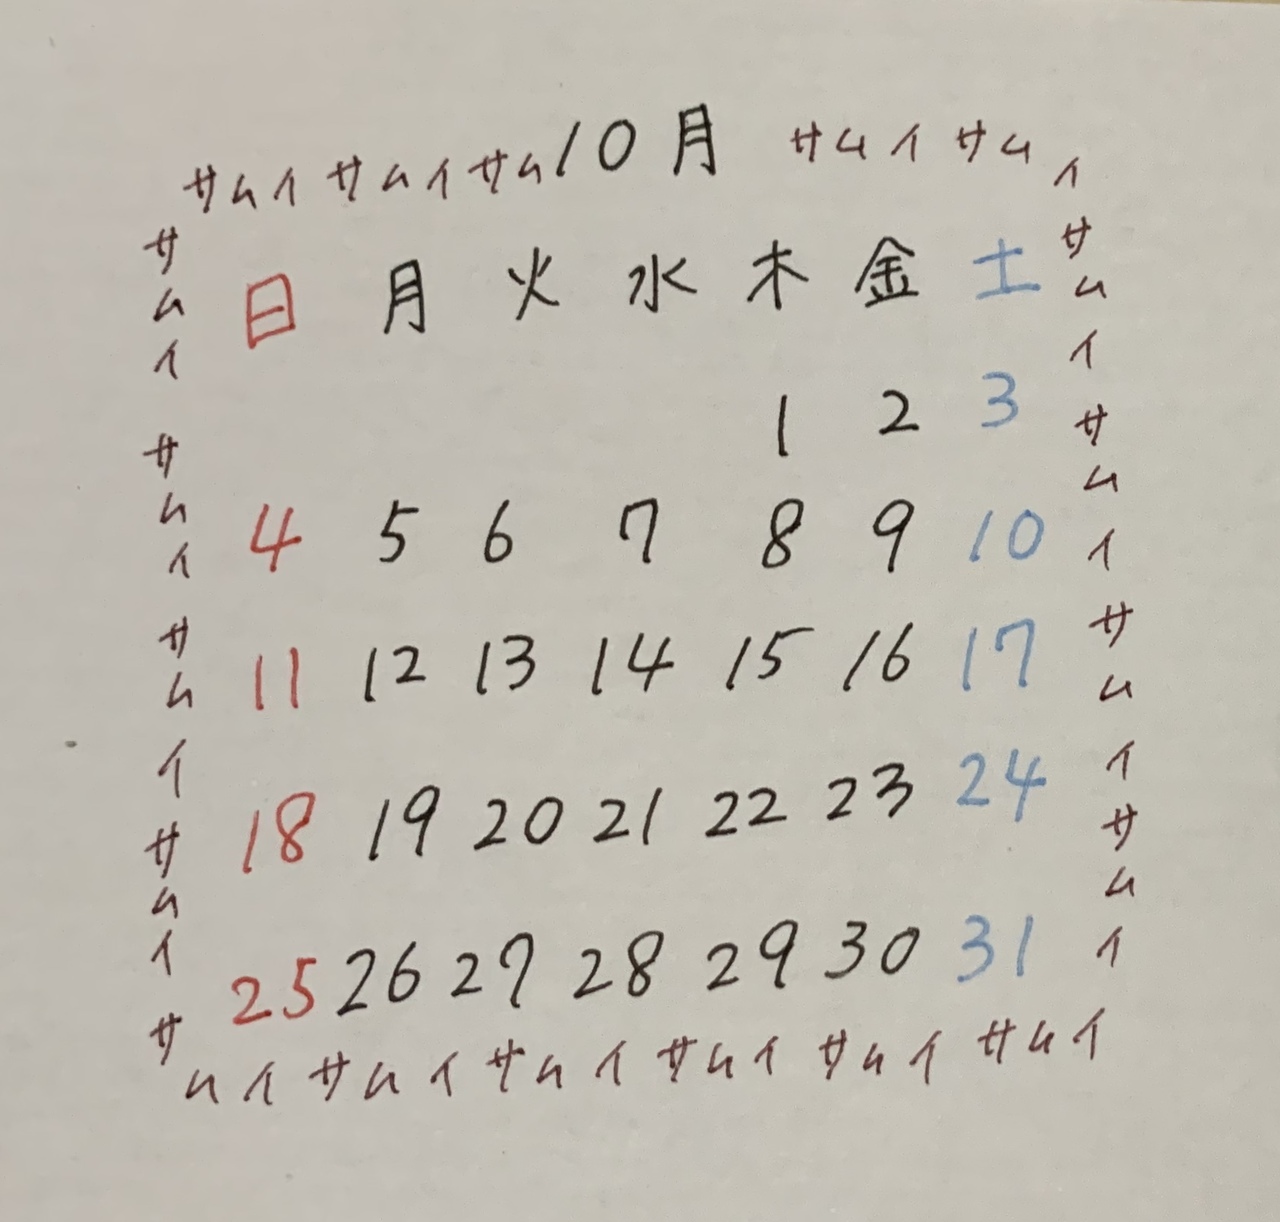 サムイサムイサム10月 サムイサムイ
日 月 火 水 木 金 土
1 2 3
4 5 6 7 8 9 10
11 12 13 14 15 16 17
18 19 20 21 22 23 24
25 26 27 28 29 30 31
サムイサムイサムイサムイサ
サムイサムイサムイサムイ
ムイサムイサムイサムイサムイサムイ